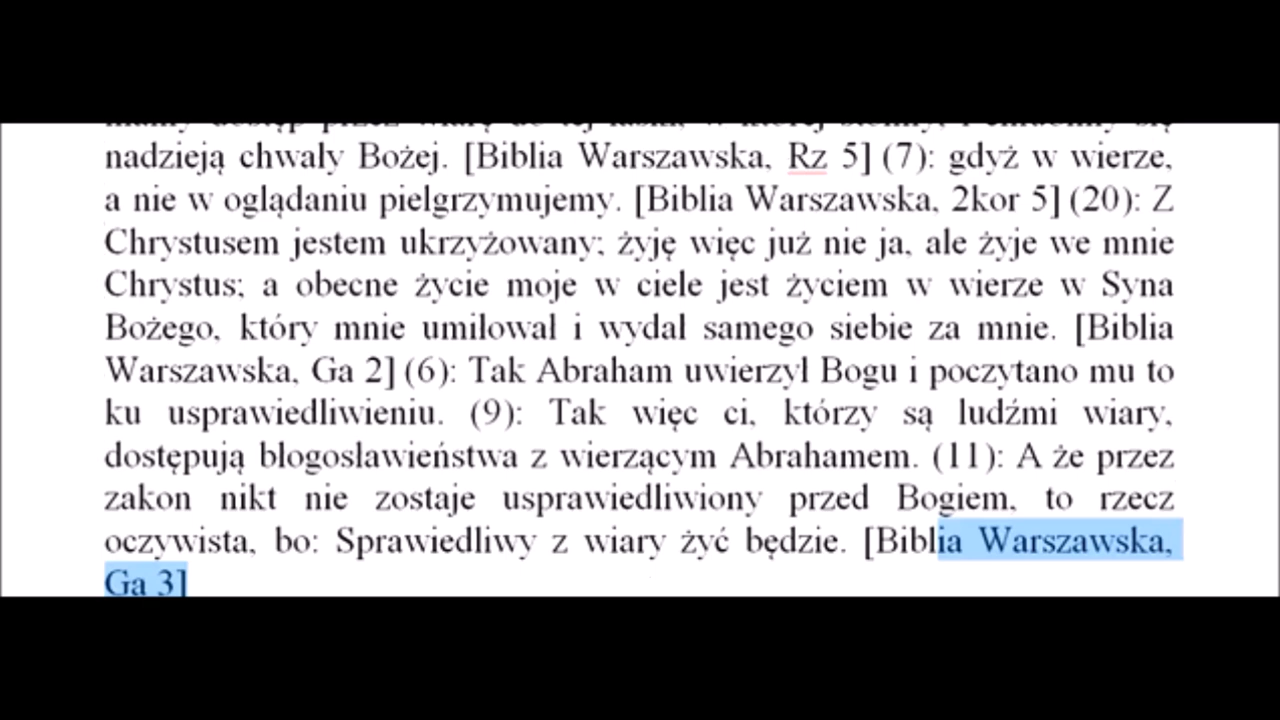 nadzieją chwały Bożej. [Biblia Warszawska, Rz 5] (7): gdyż w wierze,
a nie w oglądaniu pielgrzymujemy. [Biblia Warszawska, 2kor 5] (20): Z
Chrystusem jestem ukrzyżowany; żyję więc już nie ja, ale żyje we mnie
Chrystus; a obecne życie moje w ciele jest życiem w wierze w Syna
Bożego, który mnie umiłował i wydał samego siebie za mnie. [Biblia
Warszawska, Ga 2] (6): Tak Abraham uwierzył Bogu i poczytano mu to
ku usprawiedliwieniu. (9): Tak więc ci, którzy są ludźmi wiary,
dostępują błogosławieństwa z wierzącym Abrahamem. (11): A że przez
zakon nikt nie zostaje usprawiedliwiony przed Bogiem, to rzecz
oczywista, bo: Sprawiedliwy z wiary żyć będzie. [Biblia Warszawska,
Ga 3]